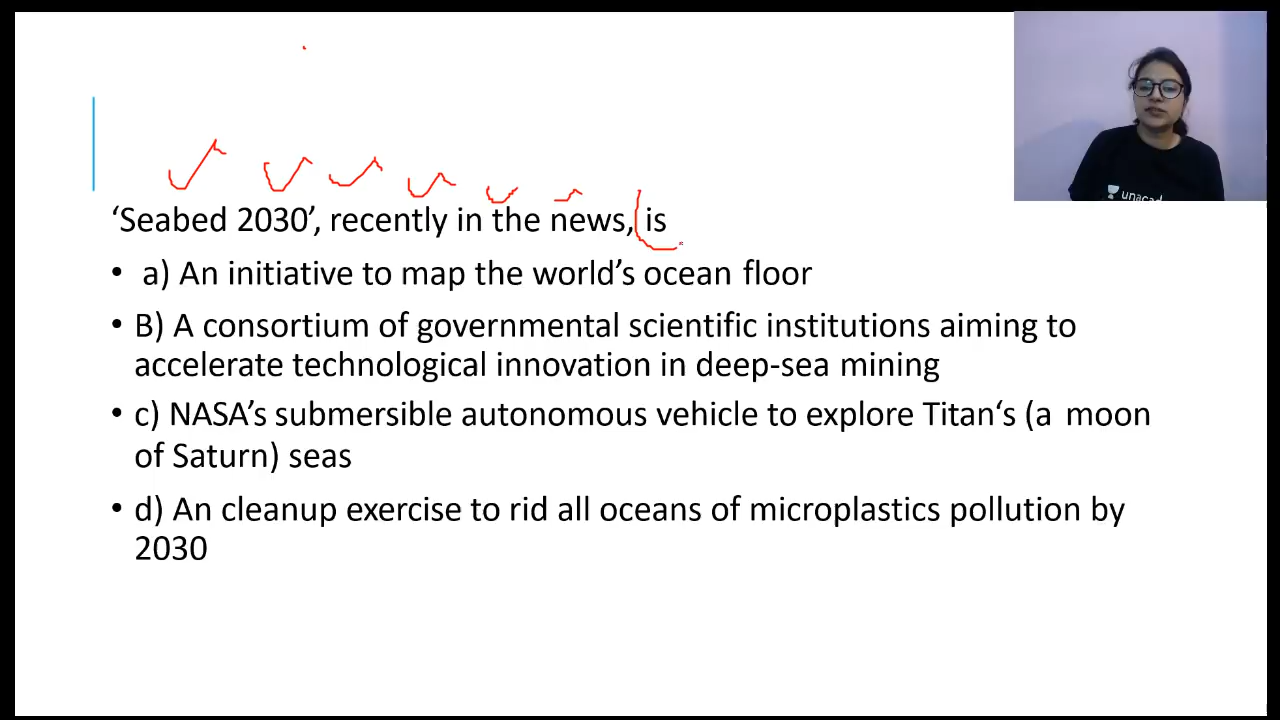 ‘Seabed 2030’, recently in the news, is
• a) An initiative to map the world’s ocean floor
• B) A consortium of governmental scientific institutions aiming to
accelerate technological innovation in deep-sea mining
• c) NASA’s submersible autonomous vehicle to explore Titan‘s (a moon
of Saturn) seas
• d) An cleanup exercise to rid all oceans of microplastics pollution by
2030
unacad